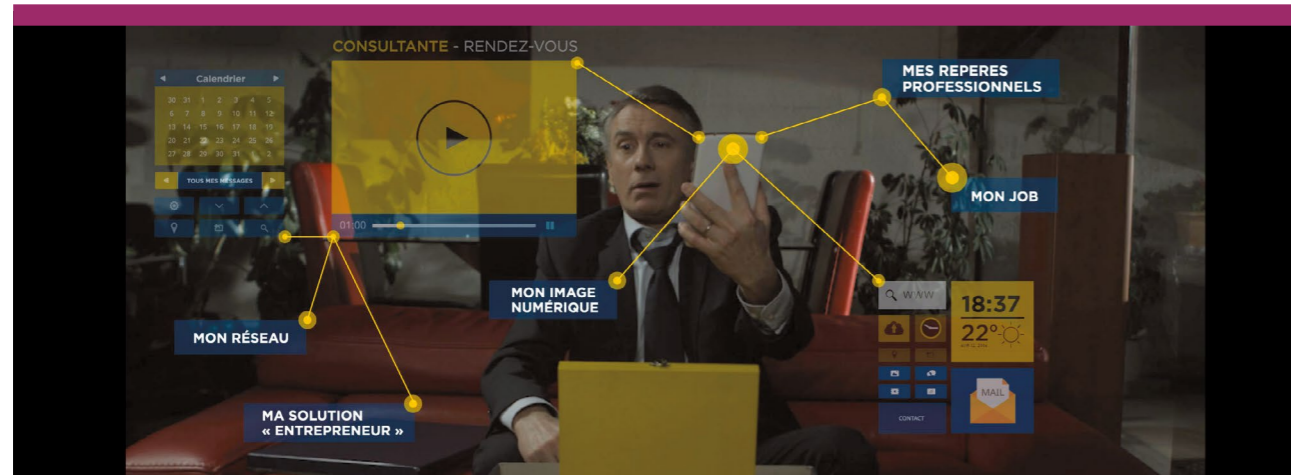 CONSULTANTE - RENDEZ-VOUS
Calendrier
30 31 1 2 3 4 5
6 7 8 9 10 11 12
13 14 15 16 17 18 19
20 21 22 23 24 25 26
27 28 29 30 31 1 2
TOUS MES MESSAGES
01:00
MES REPERES
PROFESSIONNELS
MON JOB
MON IMAGE
NUMÉRIQUE
MON RÉSEAU
MA SOLUTION
« ENTREPRENEUR »
WWW
18:37
22°
MAIL
CONTACT